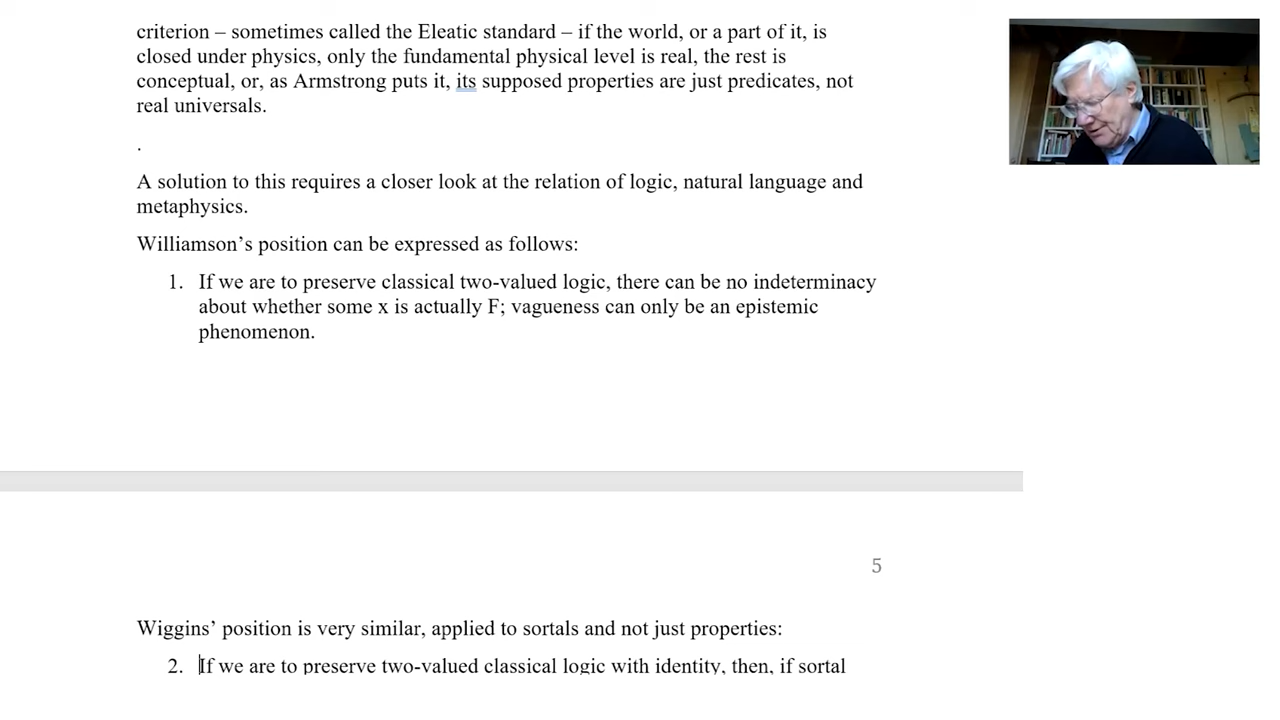 criterion – sometimes called the Eleatic standard – if the world, or a part of it, is
closed under physics, only the fundamental physical level is real, the rest is
conceptual, or, as Armstrong puts it, its supposed properties are just predicates, not
real universals.
.
A solution to this requires a closer look at the relation of logic, natural language and
metaphysics.
Williamson’s position can be expressed as follows:
1. If we are to preserve classical two-valued logic, there can be no indeterminacy
about whether some x is actually F; vagueness can only be an epistemic
phenomenon.
5
Wiggins’ position is very similar, applied to sortals and not just properties:
2. If we are to preserve two-valued classical logic with identity, then, if sortal